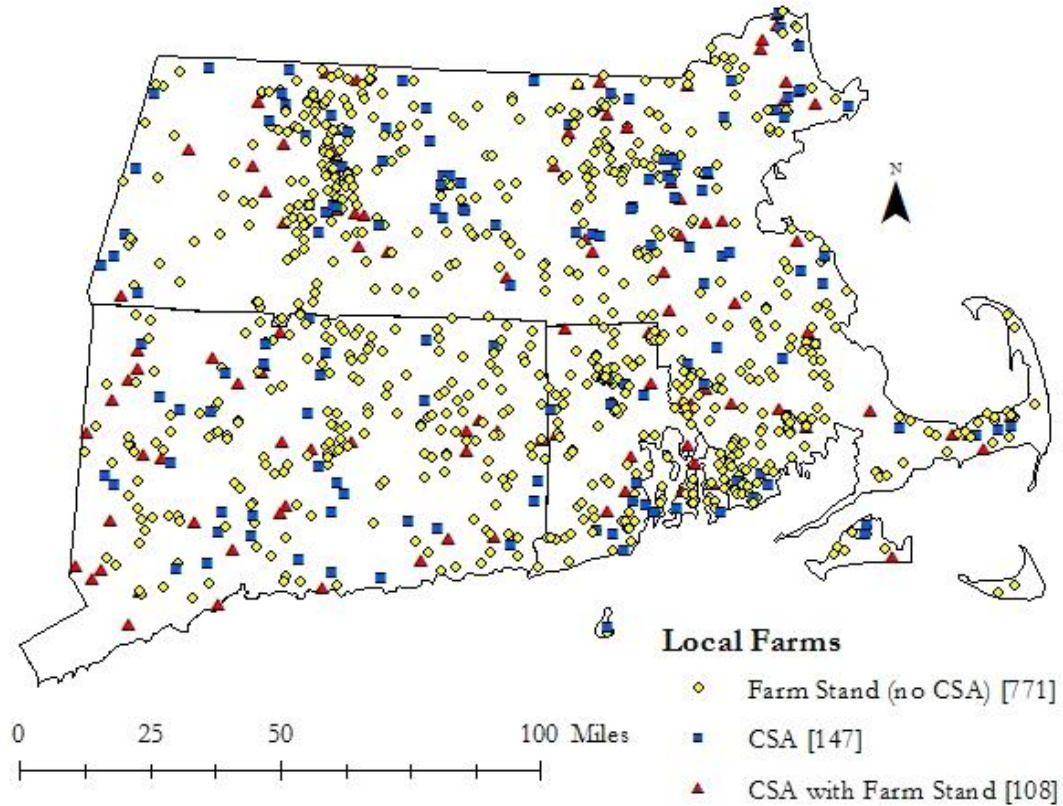 N
Local Farms
Farm Stand (no CSA) [771]
CSA [147]
CSA with Farm Stand [108]
0 25 50 100 Miles